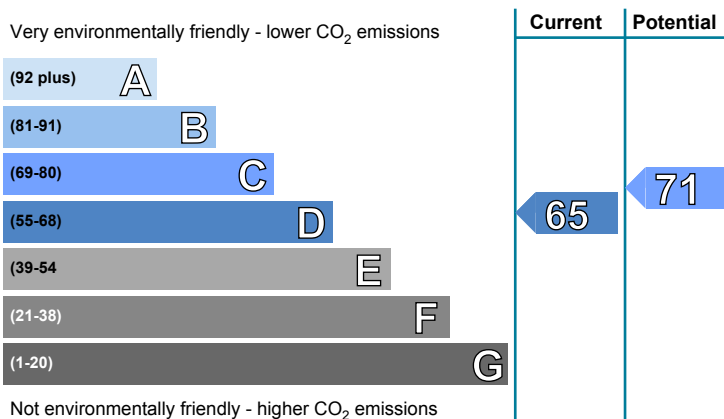 Current Potential
Very environmentally friendly - lower CO2 emissions
(92 plus) A
(81-91) B
(69-80) C
71
(55-68) D
65
(39-54 E
(21-38) F
(1-20) G
Not environmentally friendly - higher CO2 emissions